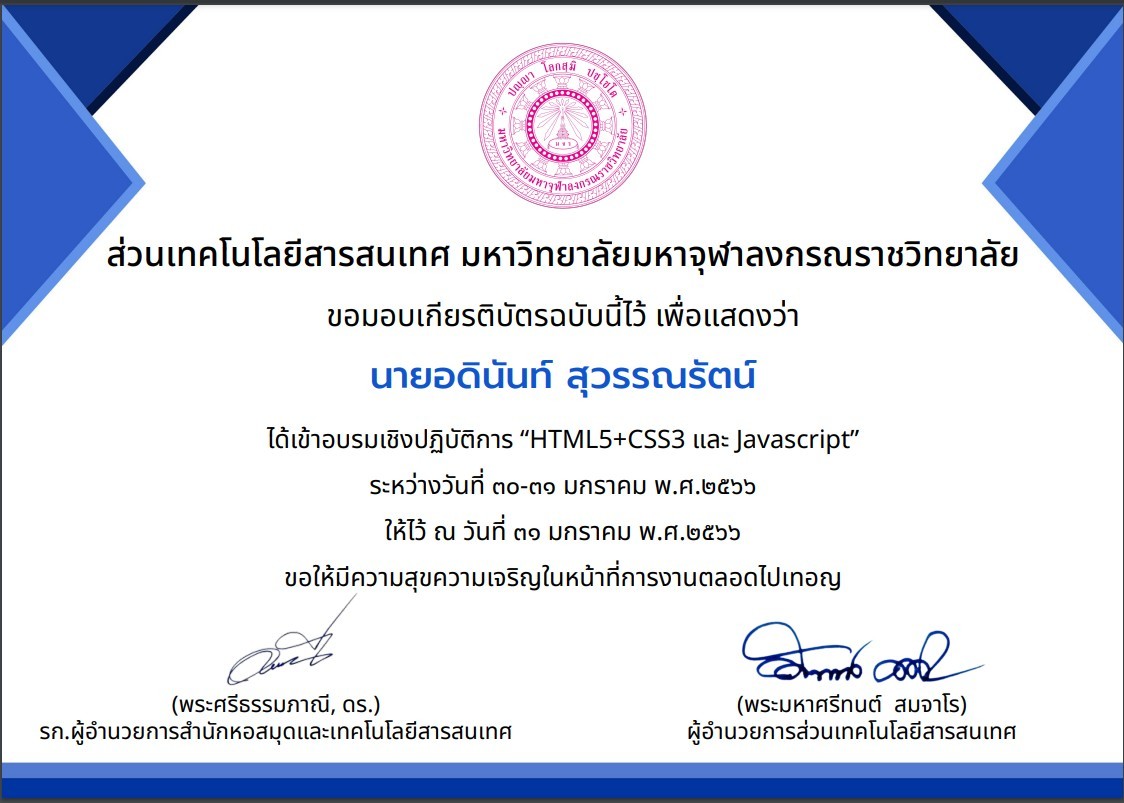 ปญฺญา โลกสฺมิ ปชฺโชโต
มหาวิทยาลัยมหาจุฬาลงกรณราชวิทยาลัย
ม จ ร
ส่วนเทคโนโลยีสารสนเทศ มหาวิทยาลัยมหาจุฬาลงกรณราชวิทยาลัย
ขอมอบเกียรติบัตรฉบับนี้ไว้ เพื่อแสดงว่า
นายอดินันท์ สุวรรณรัตน์
ได้เข้าอบรมเชิงปฏิบัติการ “HTML5+CSS3 และ Javascript”
ระหว่างวันที่ ๓๐-๓๑ มกราคม พ.ศ.๒๕๖๖
ให้ไว้ ณ วันที่ ๓๑ มกราคม พ.ศ.๒๕๖๖
ขอให้มีความสุขความเจริญในหน้าที่การงานตลอดไปเทอญ
(พระศรีธรรมภาณี, ดร.)
รก.ผู้อำนวยการสำนักหอสมุดและเทคโนโลยีสารสนเทศ
(พระมหาศรีทนต์ สมจาโร)
ผู้อำนวยการส่วนเทคโนโลยีสารสนเทศ